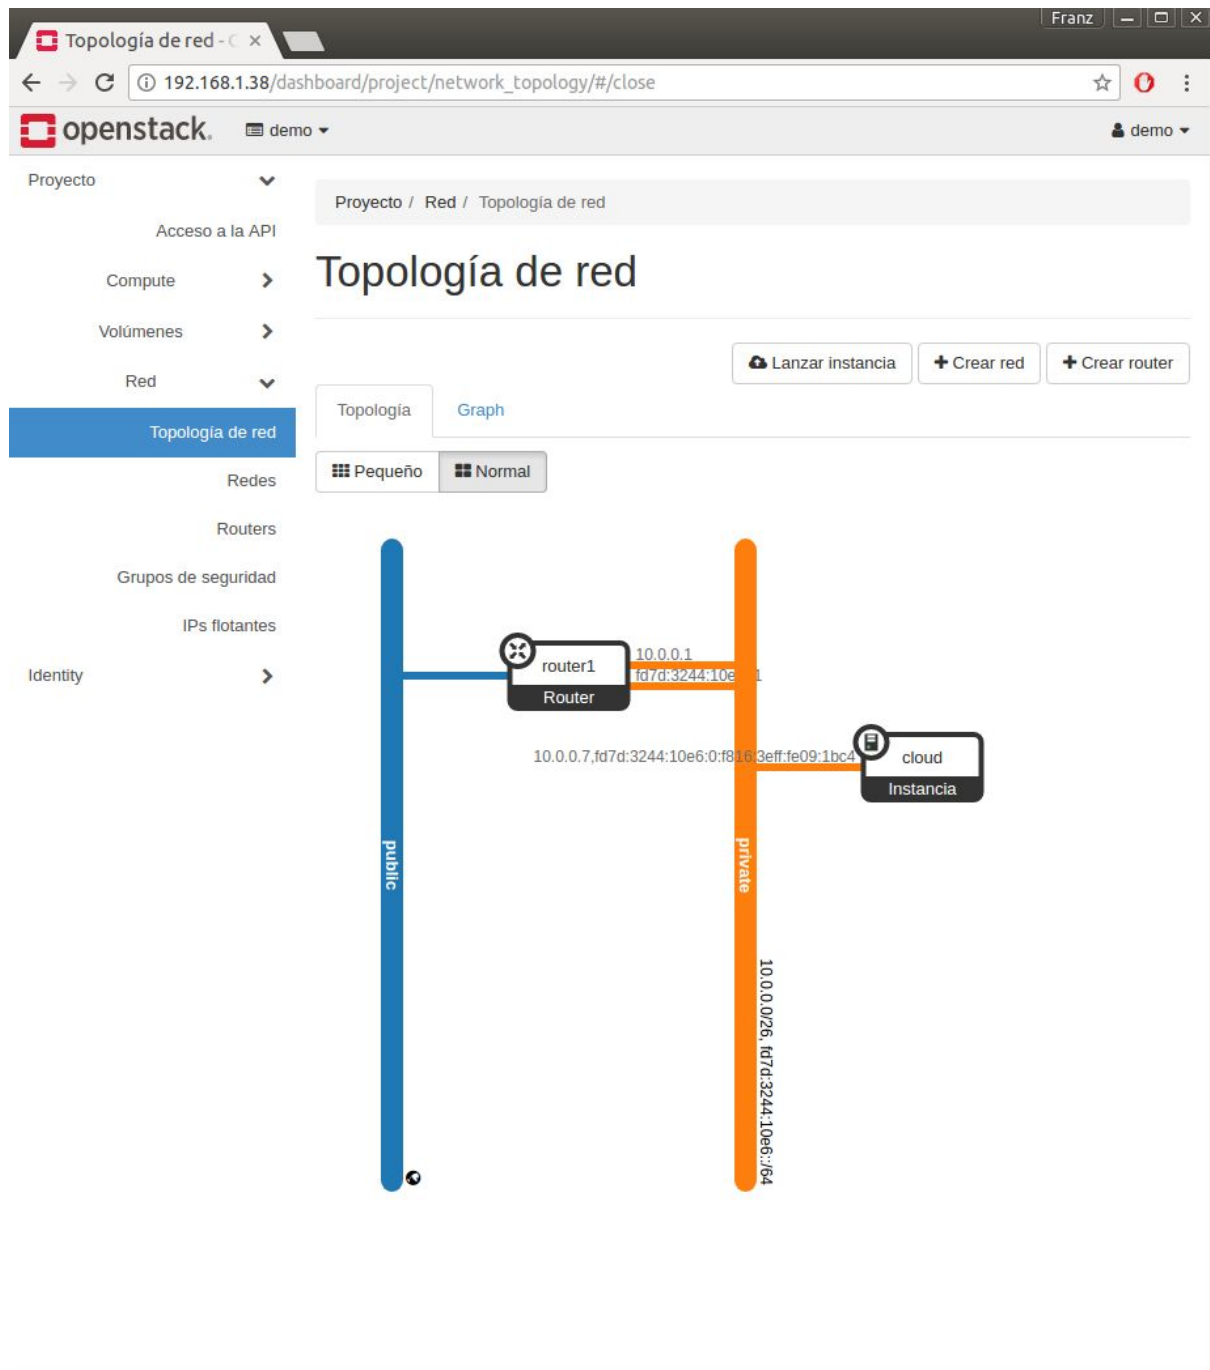 Franz
Topología de red -
192.168.1.38/dashboard/project/network_topology/#/close
openstack.
demo
demo
Proyecto
Acceso a la API
Compute
Volúmenes
Red
Topología de red
Redes
Routers
Grupos de seguridad
IPs flotantes
Identity
Proyecto / Red / Topología de red
Topología de red
Lanzar instancia
Crear red
Crear router
Topología
Graph
Pequeño
Normal
10.0.0.1
router1
Router
10.0.0.7,fd7d:3244:10e6:0:f816:3eff:fe09:1bc4
cloud
Instancia
public
private
10.0.0.0/26, fd7d:3244:10e6::/64